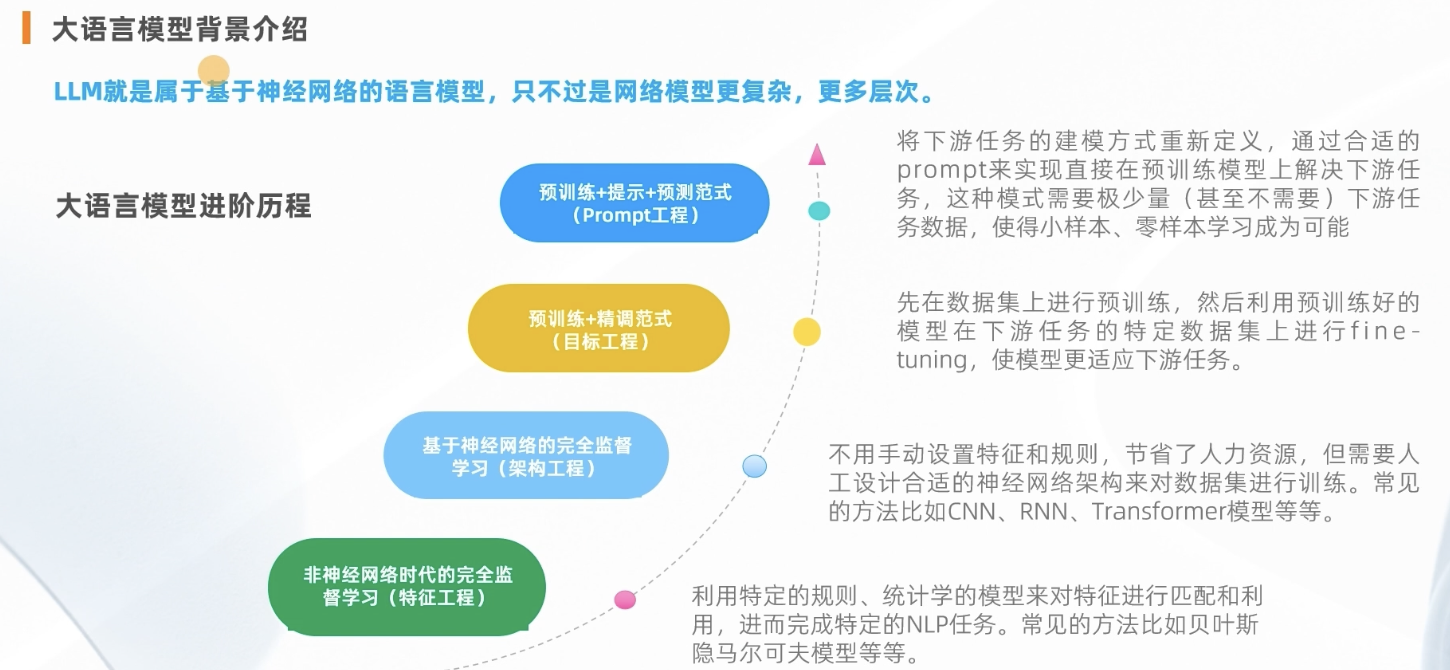 大语言模型背景介绍
LLM就是属于基于神经网络的语言模型，只不过是网络模型更复杂，更多层次。
大语言模型进阶历程
预训练+提示+预测范式
（Prompt工程）
将下游任务的建模方式重新定义，通过合适的
prompt来实现直接在预训练模型上解决下游任
务，这种模式需要极少量（甚至不需要）下游任
务数据，使得小样本、零样本学习成为可能
预训练+精调范式
（目标工程）
先在数据集上进行预训练，然后利用预训练好的
模型在下游任务的特定数据集上进行fine-
tuning，使模型更适应下游任务。
基于神经网络的完全监督
学习（架构工程）
不用手动设置特征和规则，节省了人力资源，但需要人
工设计合适的神经网络架构来对数据集进行训练。常见
的方法比如CNN、RNN、Transformer模型等等。
非神经网络时代的完全监
督学习（特征工程）
利用特定的规则、统计学的模型来对特征进行匹配和利
用，进而完成特定的NLP任务。常见的方法比如贝叶斯
隐马尔可夫模型等等。